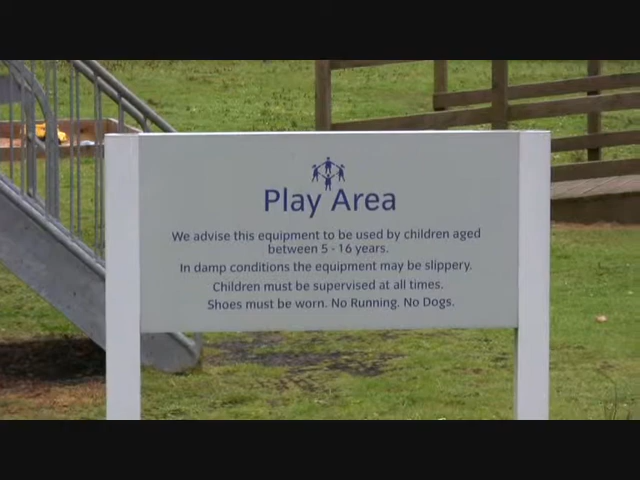 Play Area
We advise this equipment to be used by children aged
between 5 - 16 years.
In damp conditions the equipment may be slippery.
Children must be supervised at all times.
Shoes must be worn. No Running. No Dogs.